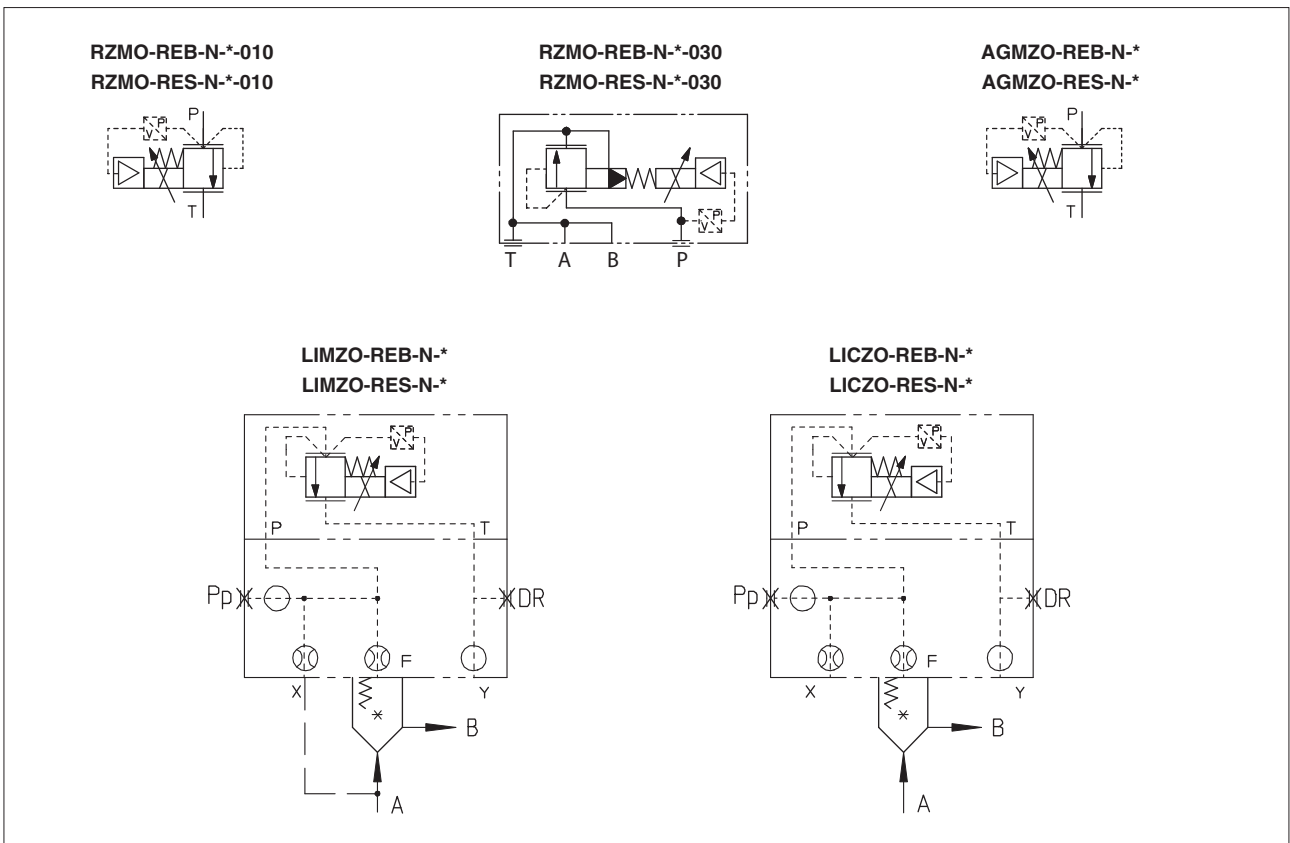 RZMO-REB-N-*-010
RZMO-RES-N-*-010
RZMO-REB-N-*-030
RZMO-RES-N-*-030
AGMZO-REB-N-*
AGMZO-RES-N-*
P
V P
T
V P
T A B P
P
V P
T
LIMZO-REB-N-*
LIMZO-RES-N-*
LICZO-REB-N-*
LICZO-RES-N-*
V P
P T
Pp DR
F
X Y
*
B
A
V P
P T
Pp DR
F
X Y
*
B
A